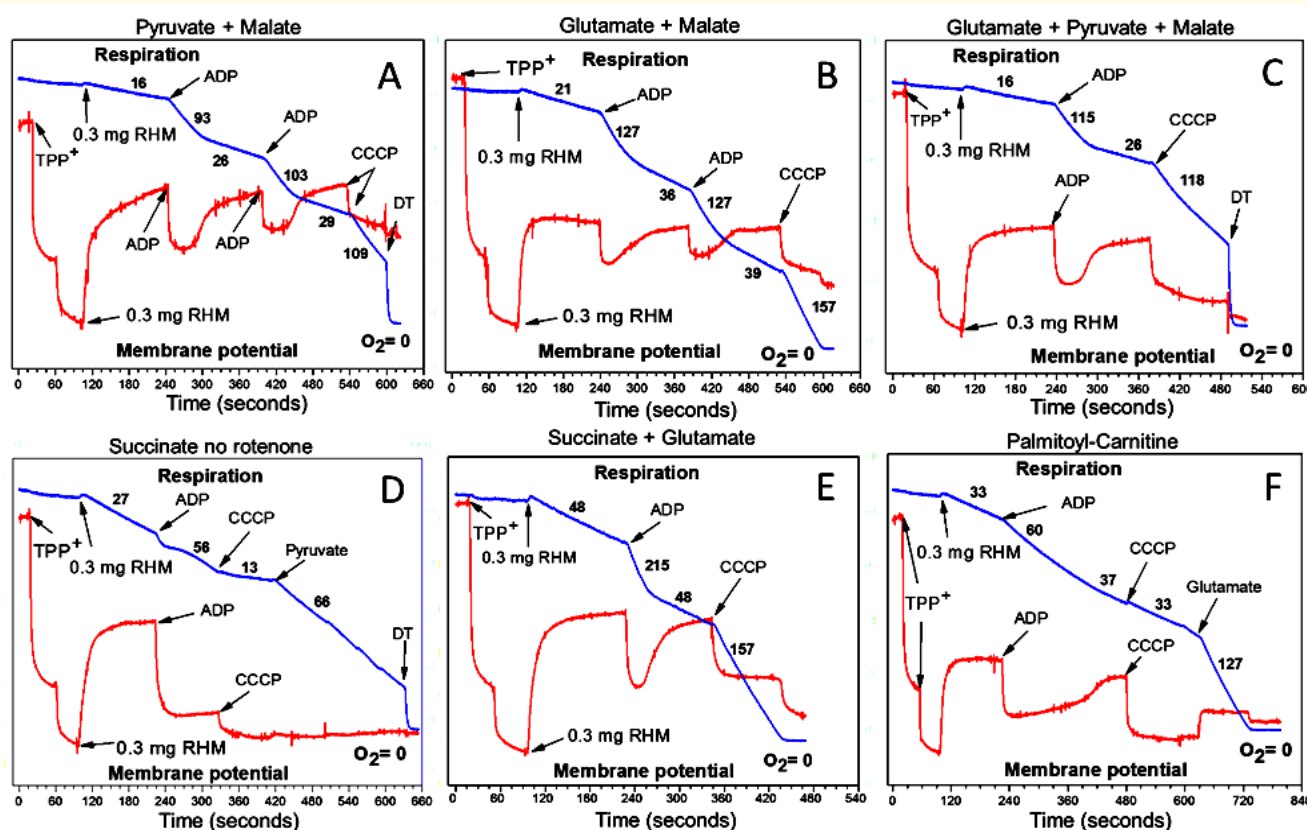 Pyruvate + Malate
Respiration
A
16
ADP
0.3 mg RHM
93
ADP
TPP+
26
103
CCCP
DT
ADP
ADP
29
109
0.3 mg RHM
Membrane potential
O2= 0
0 60 120 180 240 300 360 420 480 540 600 660
Time (seconds)
Glutamate + Malate
TPP+
Respiration
B
21
ADP
0.3 mg RHM
127
ADP
36
127
CCCP
39
157
0.3 mg RHM
Membrane potential
O2= 0
0 60 120 180 240 300 360 420 480 540 600 660
Time (seconds)
Glutamate + Pyruvate + Malate
Respiration
C
16
ADP
TPP+
0.3 mg RHM
115
CCCP
26
118
ADP
DT
0.3 mg RHM
Membrane potential
O2= 0
0 60 120 180 240 300 360 420 480 540 600
Time (seconds)
Succinate no rotenone
Respiration
D
27
ADP
TPP+
CCCP
0.3 mg RHM
56
13
Pyruvate
66
ADP
DT
CCCP
0.3 mg RHM
O2= 0
Membrane potential
0 60 120 180 240 300 360 420 480 540 600 660
Time (seconds)
Succinate + Glutamate
Respiration
E
48
ADP
TPP+
0.3 mg RHM
215
CCCP
48
157
0.3 mg RHM
O2= 0
Membrane potential
0 60 120 180 240 300 360 420 480 540
Time (seconds)
Palmitoyl-Carnitine
Respiration
F
33
ADP
0.3 mg RHM
60
CCCP
TPP+
37
33
Glutamate
ADP
127
CCCP
O2= 0
Membrane potential
0 120 240 360 480 600 720 840
Time (seconds)